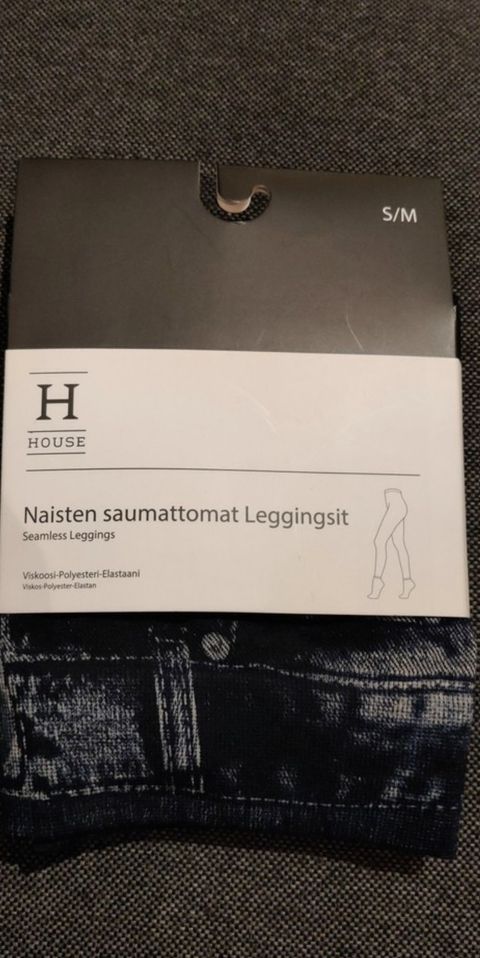 S/M
H
HOUSE
Naisten saumattomat Leggingsit
Seamless Leggings
Viskoosi-Polyesteri-Elastaani
Viskos-Polyester-Elastan